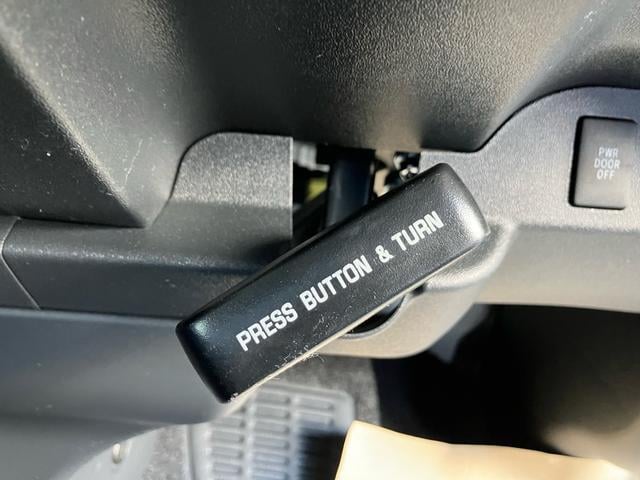 PRESS BUTTON & TURN
PWR
DOOR
OFF